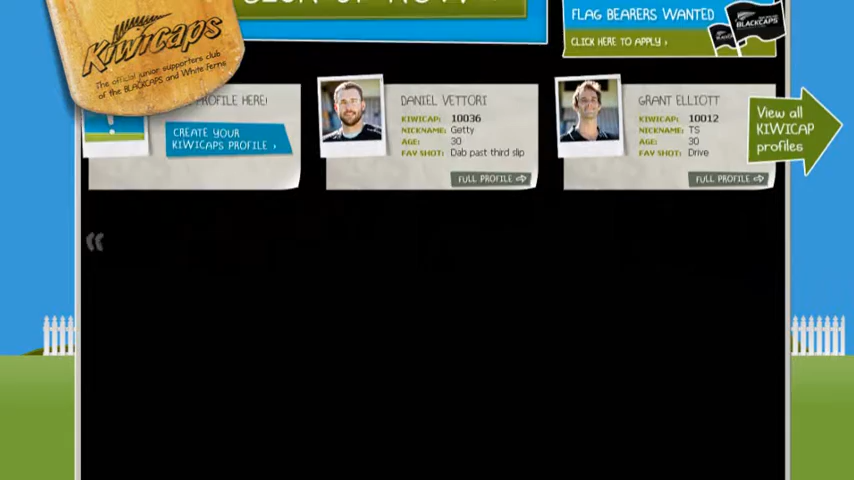 FLAG BEARERS WANTED
CLICK HERE TO APPLY ›
BLACKCAPS
Kiwicaps
The official junior supporters club
of the BLACKCAPS and White Ferns
PROFILE HERE!
CREATE YOUR
KIWICAPS PROFILE ›
DANIEL VETTORI
KIWICAP: 10036
NICKNAME: Getty
AGE: 30
FAV SHOT: Dab past third slip
FULL PROFILE
GRANT ELLIOTT
KIWICAP: 10012
NICKNAME: TS
AGE: 30
FAV SHOT: Drive
FULL PROFILE
View all
KIWICAP
profiles
«